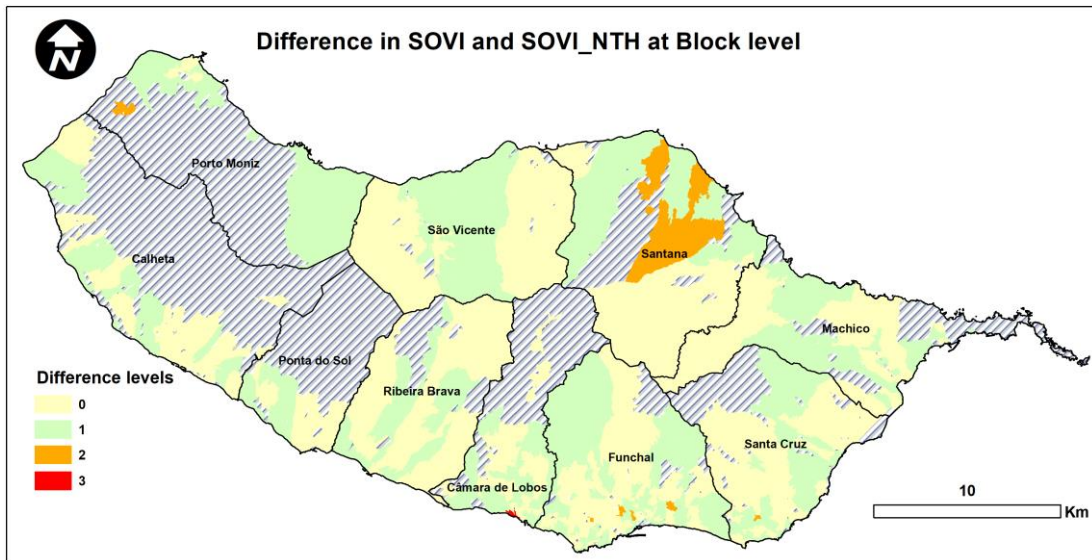 Difference in SOVI and SOVI_NTH at Block level
N
Porto Moniz
São Vicente
Santana
Calheta
Machico
Ponta do Sol
Ribeira Brava
Santa Cruz
Funchal
Câmara de Lobos
Difference levels
0
1
2
3
10
Km